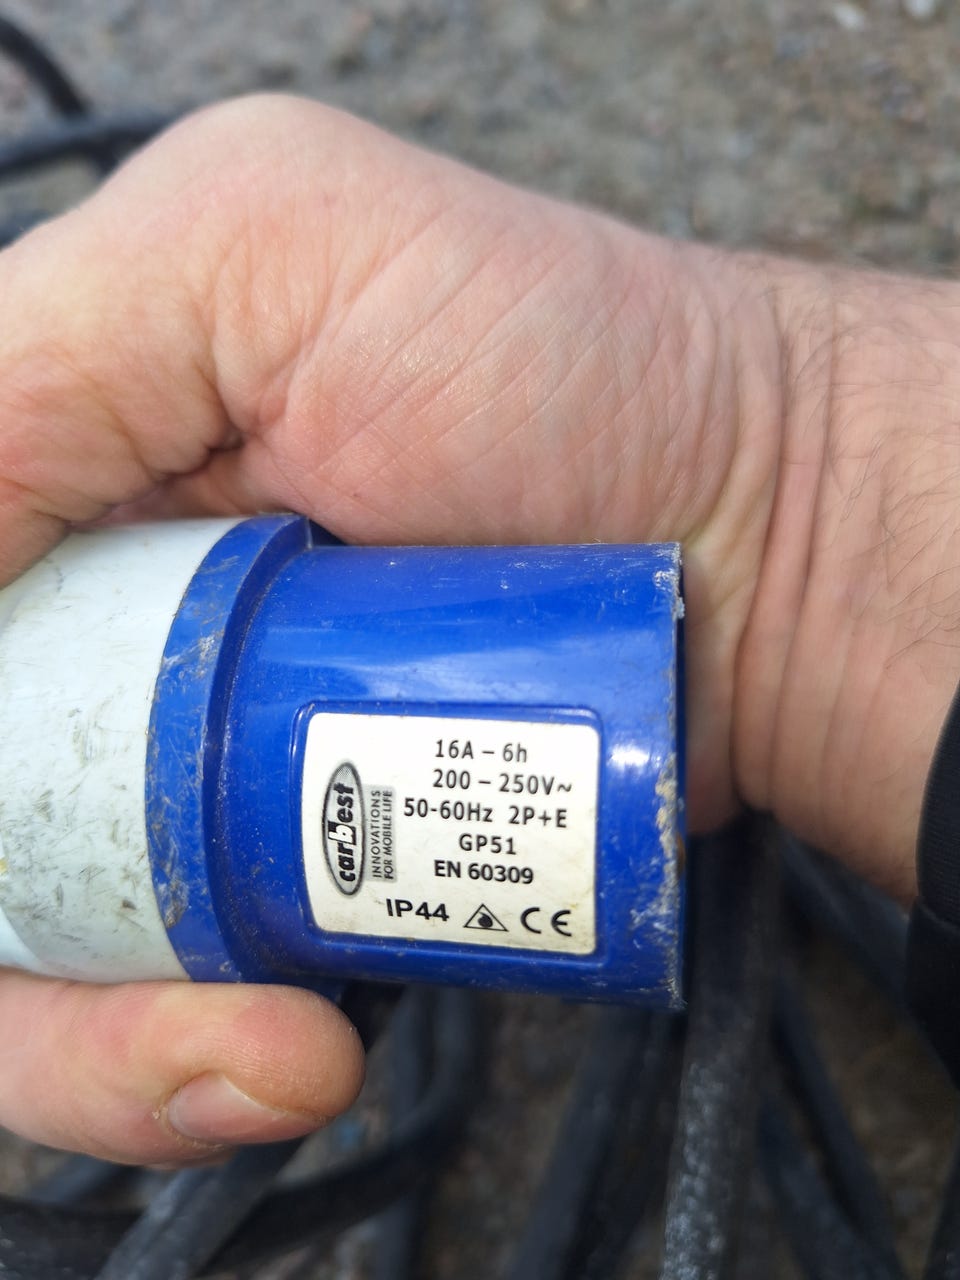 16A – 6h
200 – 250V~
50-60Hz 2P+E
GP51
EN 60309
IP44 CE
carbest
INNOVATIONS
FOR MOBILE LIFE